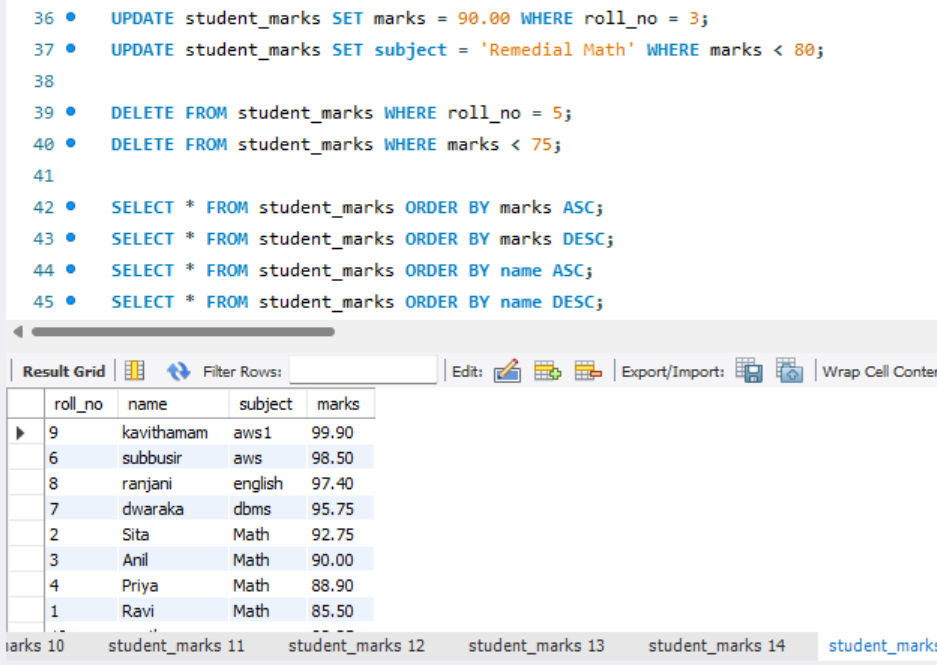 36 UPDATE student_marks SET marks = 90.00 WHERE roll_no = 3;
37 UPDATE student_marks SET subject = 'Remedial Math' WHERE marks < 80;
38
39 DELETE FROM student_marks WHERE roll_no = 5;
40 DELETE FROM student_marks WHERE marks < 75;
41
42 SELECT * FROM student_marks ORDER BY marks ASC;
43 SELECT * FROM student_marks ORDER BY marks DESC;
44 SELECT * FROM student_marks ORDER BY name ASC;
45 SELECT * FROM student_marks ORDER BY name DESC;
Result Grid Filter Rows: Edit: Export/Import: Wrap Cell Conten
roll_no name subject marks
9 kavithamam aws1 99.90
6 subbusir aws 98.50
8 ranjani english 97.40
7 dwaraka dbms 95.75
2 Sita Math 92.75
3 Anil Math 90.00
4 Priya Math 88.90
1 Ravi Math 85.50
marks 10 student_marks 11 student_marks 12 student_marks 13 student_marks 14 student_marks